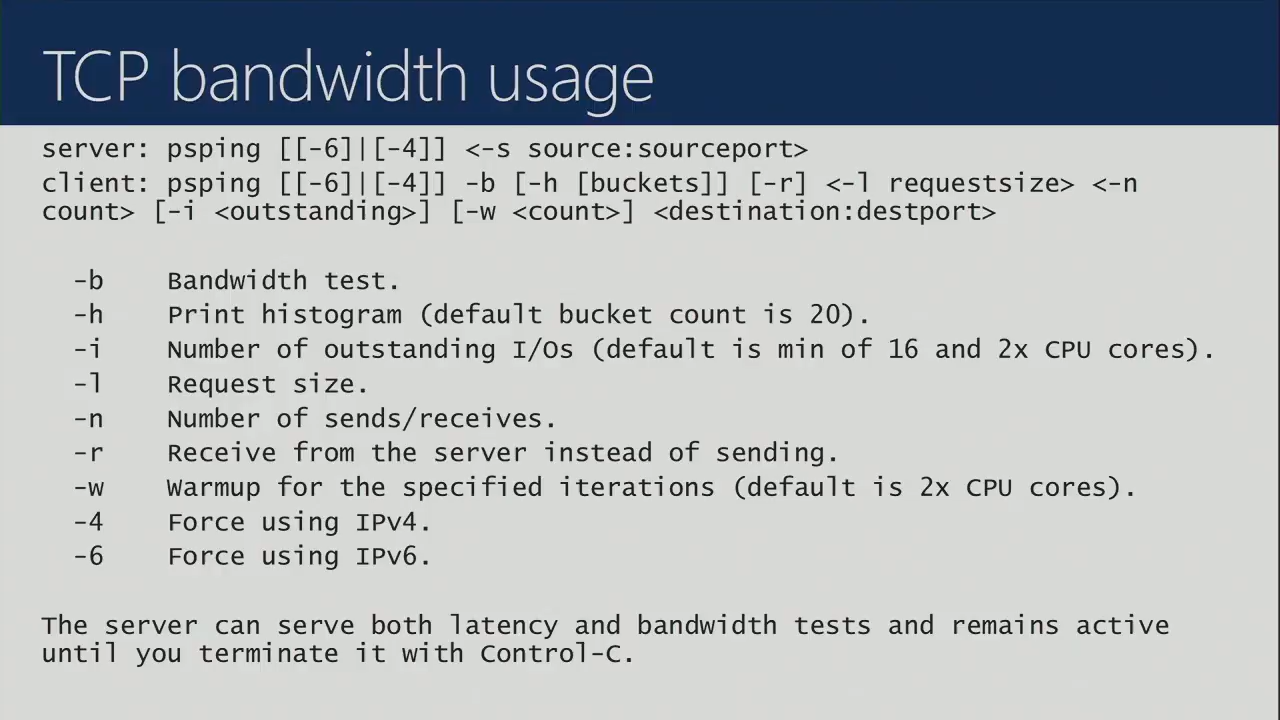 TCP bandwidth usage
server: psping [[-6]|[-4]] <-s source:sourceport>
client: psping [[-6]|[-4]] -b [-h [buckets]] [-r] <-l requestsize> <-n
count> [-i <outstanding>] [-w <count>] <destination:destport>
-b Bandwidth test.
-h Print histogram (default bucket count is 20).
-i Number of outstanding I/Os (default is min of 16 and 2x CPU cores).
-l Request size.
-n Number of sends/receives.
-r Receive from the server instead of sending.
-w Warmup for the specified iterations (default is 2x CPU cores).
-4 Force using IPv4.
-6 Force using IPv6.
The server can serve both latency and bandwidth tests and remains active
until you terminate it with Control-C.